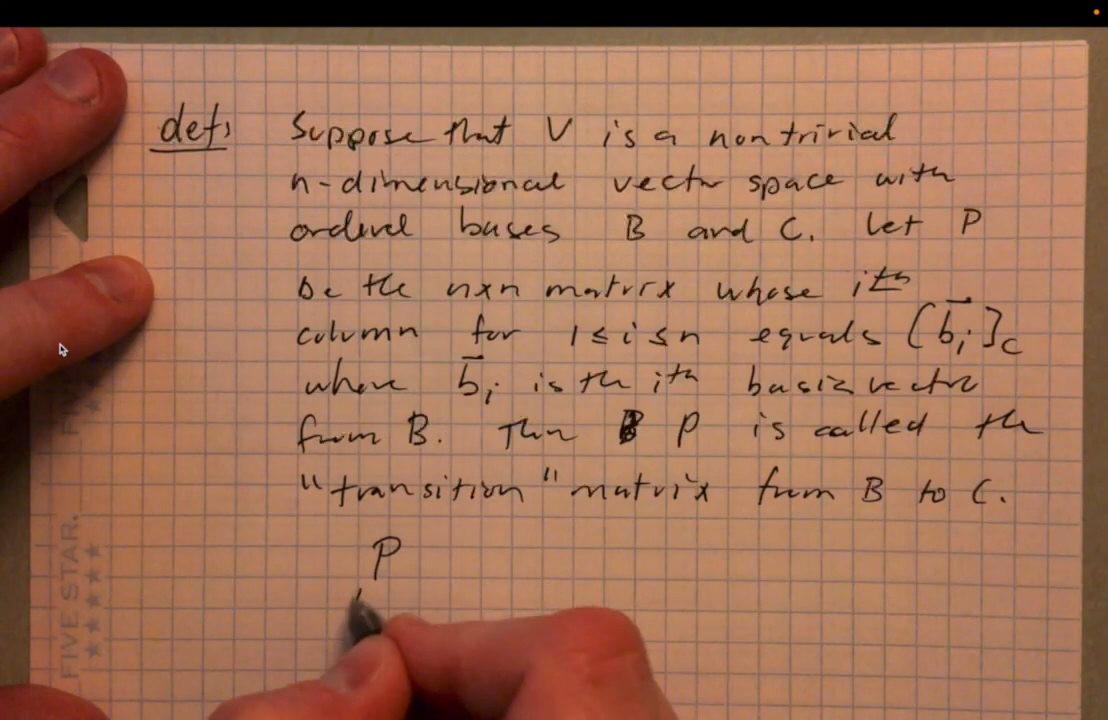 def: Suppose that V is a nontrivial
n-dimensional vector space with
ordered bases B and C. Let P
be the nxn matrix whose ith
column for 1 ≤ i ≤ n equals [b⃗ᵢ]_C
where b⃗ᵢ is the ith basis vector
from B. Then P is called the
"transition" matrix from B to C.
P
FIVE STAR.